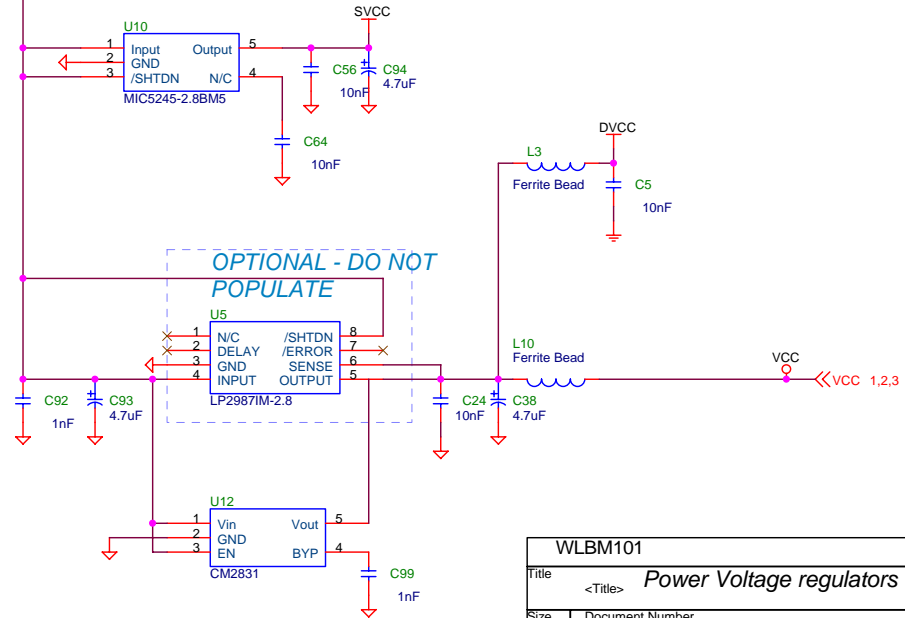 SVCC
U10
1 Input Output 5
2 GND
3 /SHTDN N/C 4
MIC5245-2.8BM5
C56
10nF
C94
4.7uF
C64
10nF
DVCC
L3
Ferrite Bead
C5
10nF
OPTIONAL - DO NOT
POPULATE
U5
1 N/C /SHTDN 8
2 DELAY /ERROR 7
3 GND SENSE 6
4 INPUT OUTPUT 5
LP2987IM-2.8
L10
Ferrite Bead
VCC
VCC 1,2,3
C92
1nF
C93
4.7uF
C24
10nF
C38
4.7uF
U12
1 Vin Vout 5
2 GND
3 EN BYP 4
CM2831
C99
1nF
WLBM101
Title
<Title> Power Voltage regulators
Size Document Number